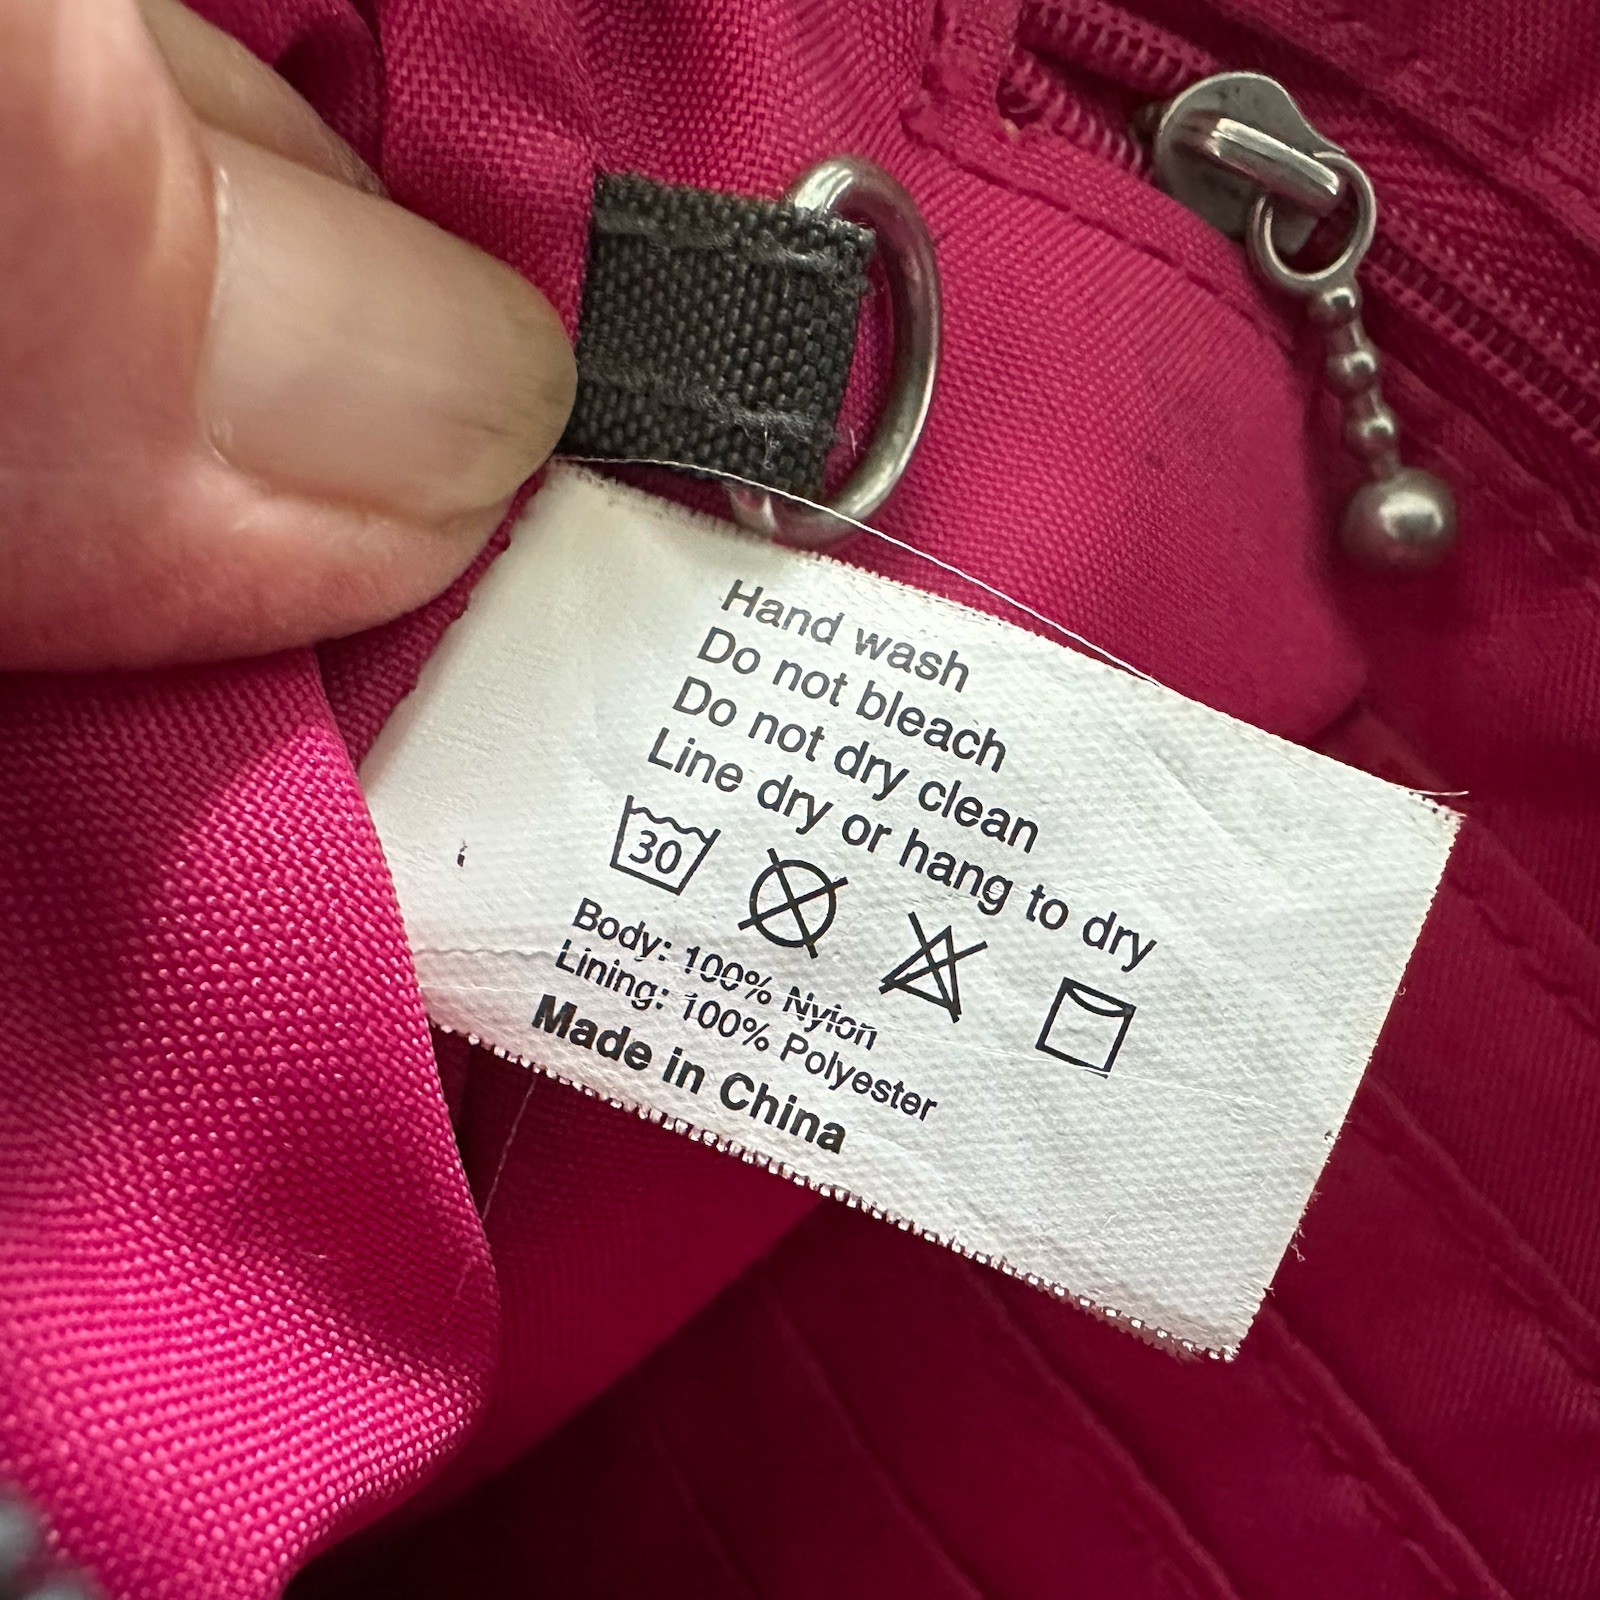 Hand wash
Do not bleach
Do not dry clean
Line dry or hang to dry
30
Body: 100% Nylon
Lining: 100% Polyester
Made in China